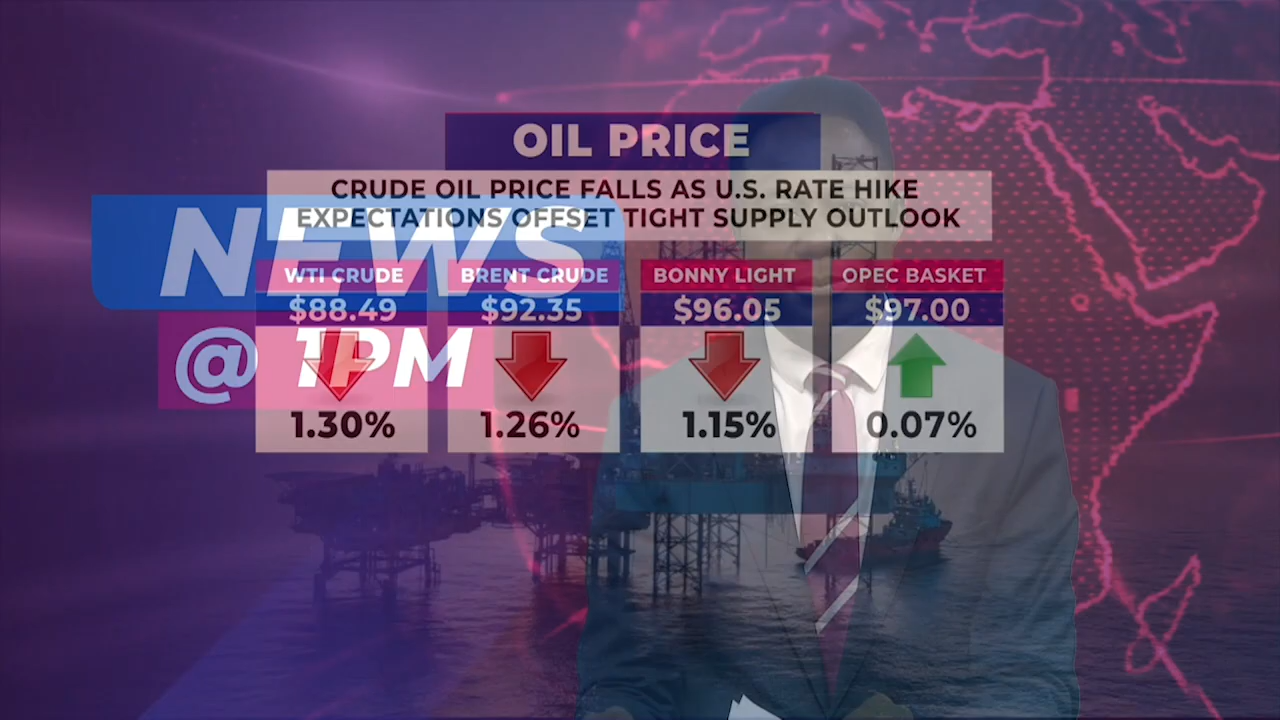 OIL PRICE
CRUDE OIL PRICE FALLS AS U.S. RATE HIKE
EXPECTATIONS OFFSET TIGHT SUPPLY OUTLOOK
NEWS
@ 1PM
WTI CRUDE BRENT CRUDE BONNY LIGHT OPEC BASKET
$88.49 $92.35 $96.05 $97.00
1.30% 1.26% 1.15% 0.07%